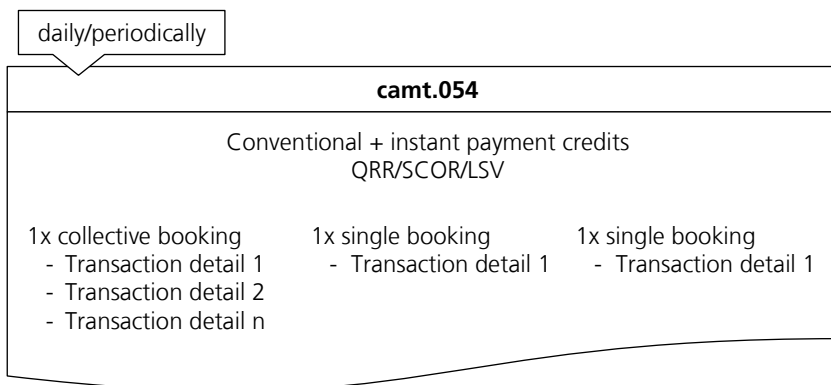 daily/periodically
camt.054
Conventional + instant payment credits
QRR/SCOR/LSV
1x collective booking
- Transaction detail 1
- Transaction detail 2
- Transaction detail n
1x single booking
- Transaction detail 1
1x single booking
- Transaction detail 1